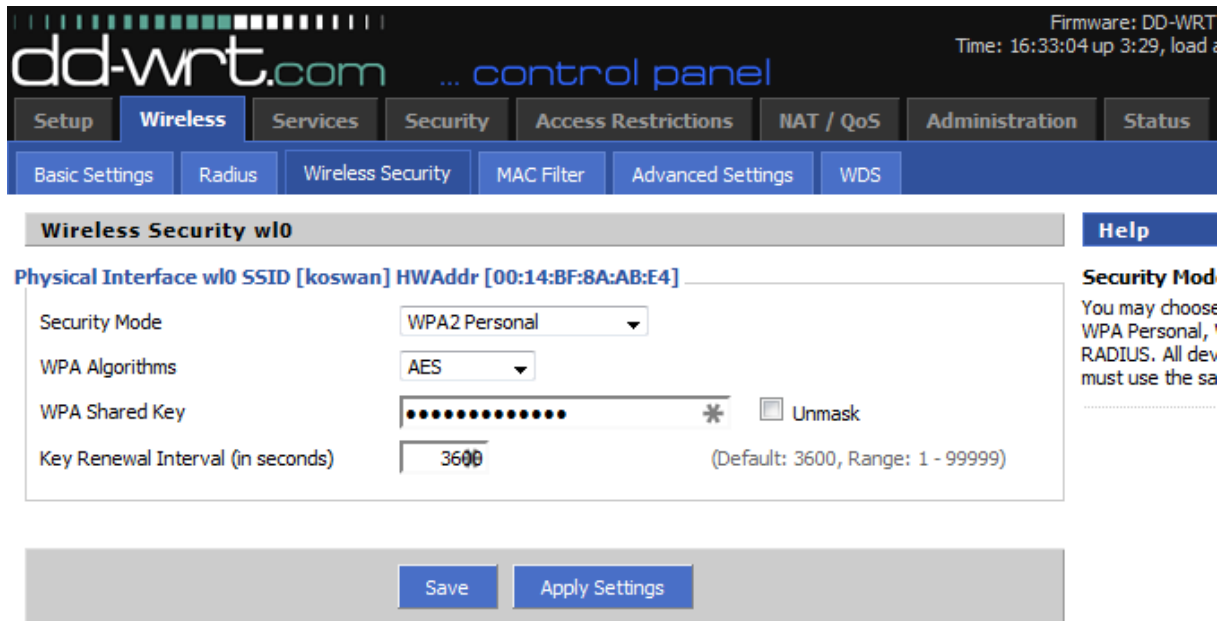 dd-wrt.com ... control panel
Firmware: DD-WRT
Time: 16:33:04 up 3:29, load
Setup Wireless Services Security Access Restrictions NAT / QoS Administration Status
Basic Settings Radius Wireless Security MAC Filter Advanced Settings WDS
Wireless Security wl0
Help
Physical Interface wl0 SSID [koswan] HWAddr [00:14:BF:8A:AB:E4]
Security Mode WPA2 Personal
WPA Algorithms AES
WPA Shared Key ••••••••••••• Unmask
Key Renewal Interval (in seconds) 3600 (Default: 3600, Range: 1 - 99999)
Security Mod
You may choose
WPA Personal,
RADIUS. All dev
must use the sa
Save Apply Settings